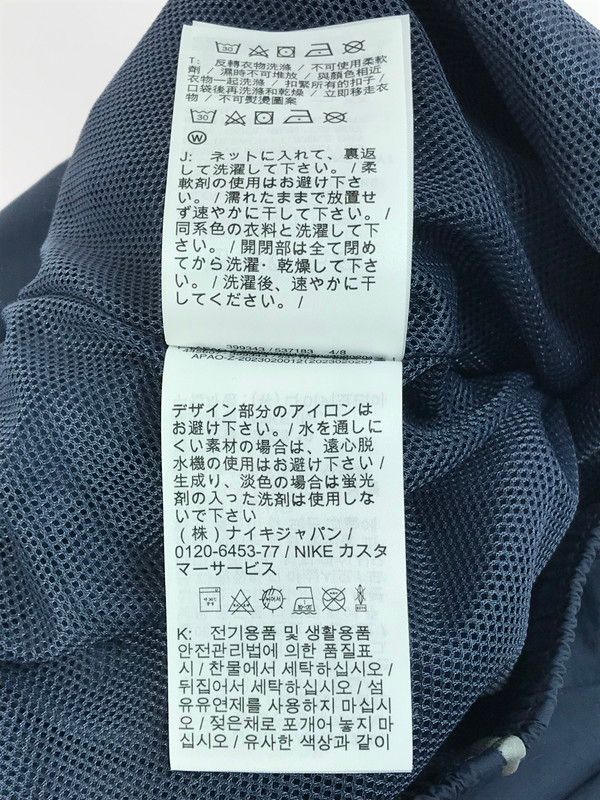 T: 反轉衣物洗滌 / 不可使用柔軟
劑 / 濕時不可堆放 / 與顏色相近
衣物一起洗滌 / 扣緊所有的扣子 /
口袋後再洗滌和乾燥 / 立即移走衣
物 / 不可熨燙圖案
30
W
J: ネットに入れて、裏返
して洗濯して下さい。 / 柔
軟剤の使用はお避け下さ
い。 / 濡れたままで放置せ
ず速やかに干して下さい。 /
同系色の衣料と洗濯して下
さい。 / 開閉部は全て閉め
てから洗濯・乾燥して下さ
い。 / 洗濯後、速やかに干
してください。 /
399343 / 537183 4/8
APAO-Z-2023020012(20230202)
デザイン部分のアイロンは
お避け下さい。 / 水を通しに
くい素材の場合は、遠心脱
水機の使用はお避け下さい /
生成り、淡色の場合は蛍光
剤の入った洗剤は使用しな
いで下さい
(株) ナイキジャパン /
0120-6453-77 / NIKE カスタ
マーサービス
K: 전기용품 및 생활용품
안전관리법에 의한 품질표
시 / 찬물에서 세탁하십시오 /
뒤집어서 세탁하십시오 / 섬
유유연제를 사용하지 마십시
오 / 젖은채로 포개어 놓지 마
십시오 / 유사한 색상과 같이